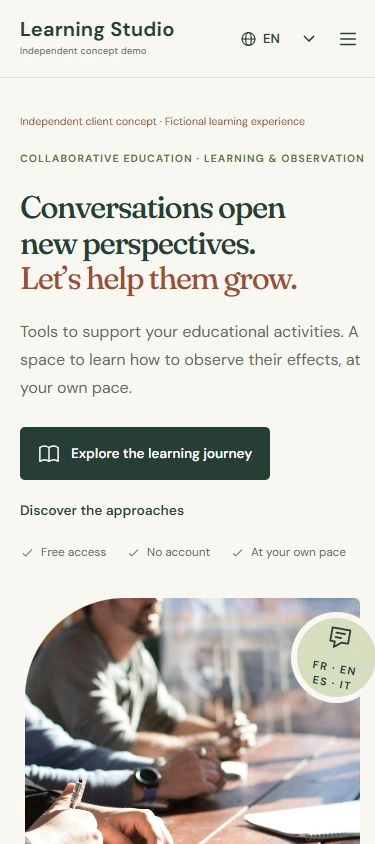 Learning Studio
Independent concept demo
EN
Independent client concept · Fictional learning experience
COLLABORATIVE EDUCATION · LEARNING & OBSERVATION
Conversations open
new perspectives.
Let’s help them grow.
Tools to support your educational activities. A
space to learn how to observe their effects, at
your own pace.
Explore the learning journey
Discover the approaches
Free access
No account
At your own pace
FR · EN
ES · IT